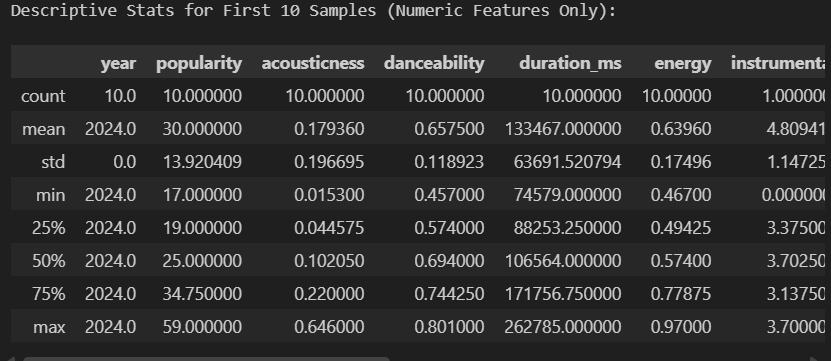 Descriptive Stats for First 10 Samples (Numeric Features Only):
year popularity acousticness danceability duration_ms energy instrumenta
count 10.0 10.000000 10.000000 10.000000 10.000000 10.00000 1.000000
mean 2024.0 30.000000 0.179360 0.657500 133467.000000 0.63960 4.80941
std 0.0 13.920409 0.196695 0.118923 63691.520794 0.17496 1.14725
min 2024.0 17.000000 0.015300 0.457000 74579.000000 0.46700 0.000000
25% 2024.0 19.000000 0.044575 0.574000 88253.250000 0.49425 3.37500
50% 2024.0 25.000000 0.102050 0.694000 106564.000000 0.57400 3.70250
75% 2024.0 34.750000 0.220000 0.744250 171756.750000 0.77875 3.13750
max 2024.0 59.000000 0.646000 0.801000 262785.000000 0.97000 3.70000